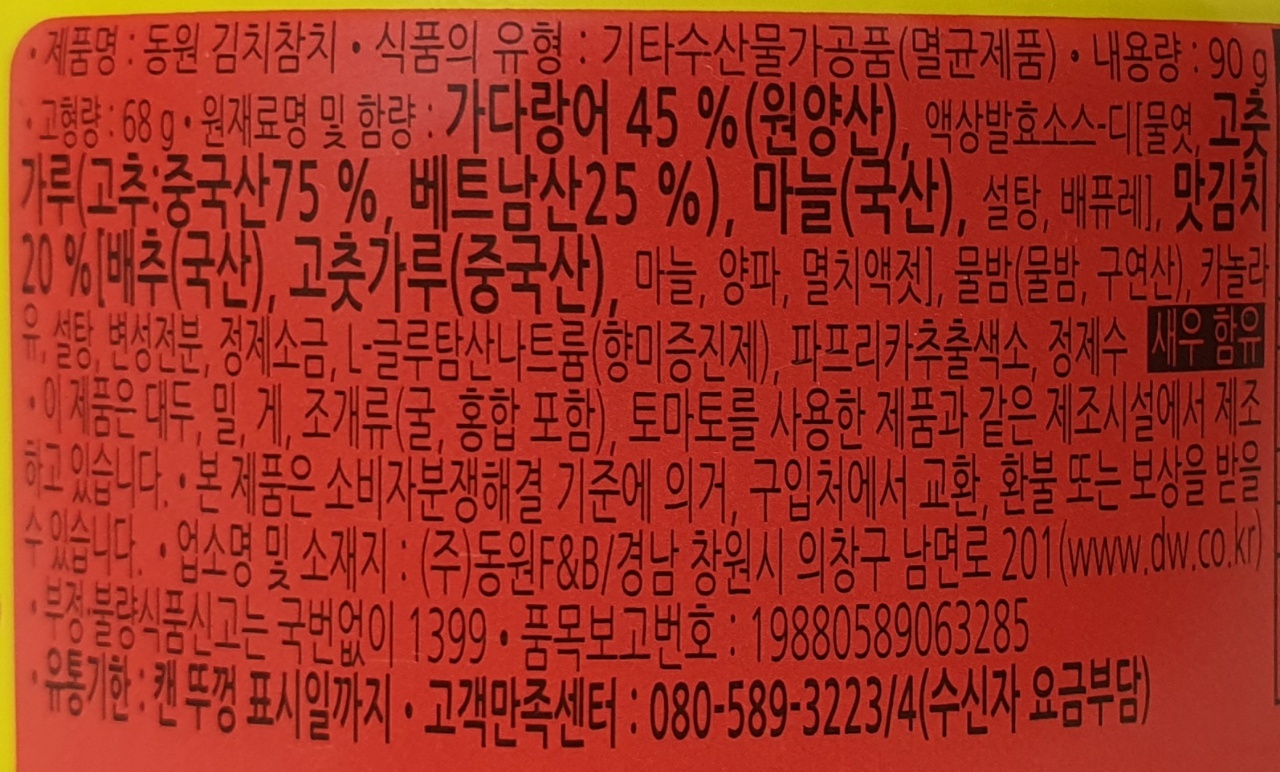 • 제품명 : 동원 김치참치 • 식품의 유형 : 기타수산물가공품(멸균제품) • 내용량 : 90 g
• 고형량 : 68 g • 원재료명 및 함량 : 가다랑어 45 %(원양산), 액상발효소스-디[물엿, 고춧
가루(고추:중국산75 %, 베트남산25 %), 마늘(국산), 설탕, 배퓨레], 맛김치
20 %[배추(국산), 고춧가루(중국산), 마늘, 양파, 멸치액젓], 물밤(물밤, 구연산), 카놀라
유, 설탕, 변성전분, 정제소금, L-글루탐산나트륨(향미증진제), 파프리카추출색소, 정제수 새우 함유
• 이 제품은 대두, 밀, 게, 조개류(굴, 홍합 포함), 토마토를 사용한 제품과 같은 제조시설에서 제조
하고 있습니다. • 본 제품은 소비자분쟁해결 기준에 의거, 구입처에서 교환, 환불 또는 보상을 받을
수 있습니다. • 업소명 및 소재지 : (주)동원F&B/경남 창원시 의창구 남면로 201(www.dw.co.kr)
• 부정·불량식품신고는 국번없이 1399 • 품목보고번호 : 19880589063285
• 유통기한 : 캔 뚜껑 표시일까지 • 고객만족센터 : 080-589-3223/4(수신자 요금부담)